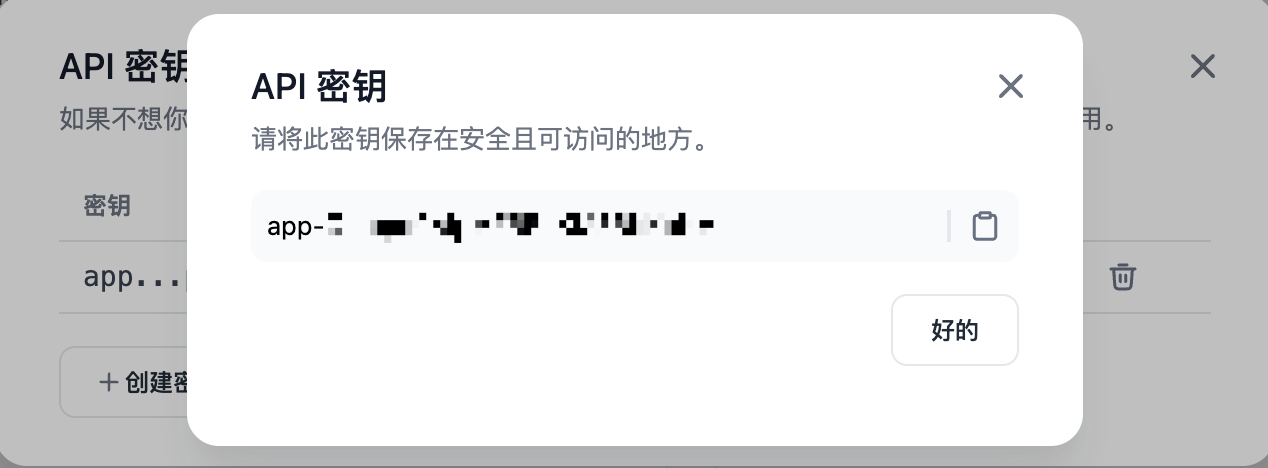 API 密钥
如果不想你
用。
密钥
app...
创建密
API 密钥
请将此密钥保存在安全且可访问的地方。
app-
好的